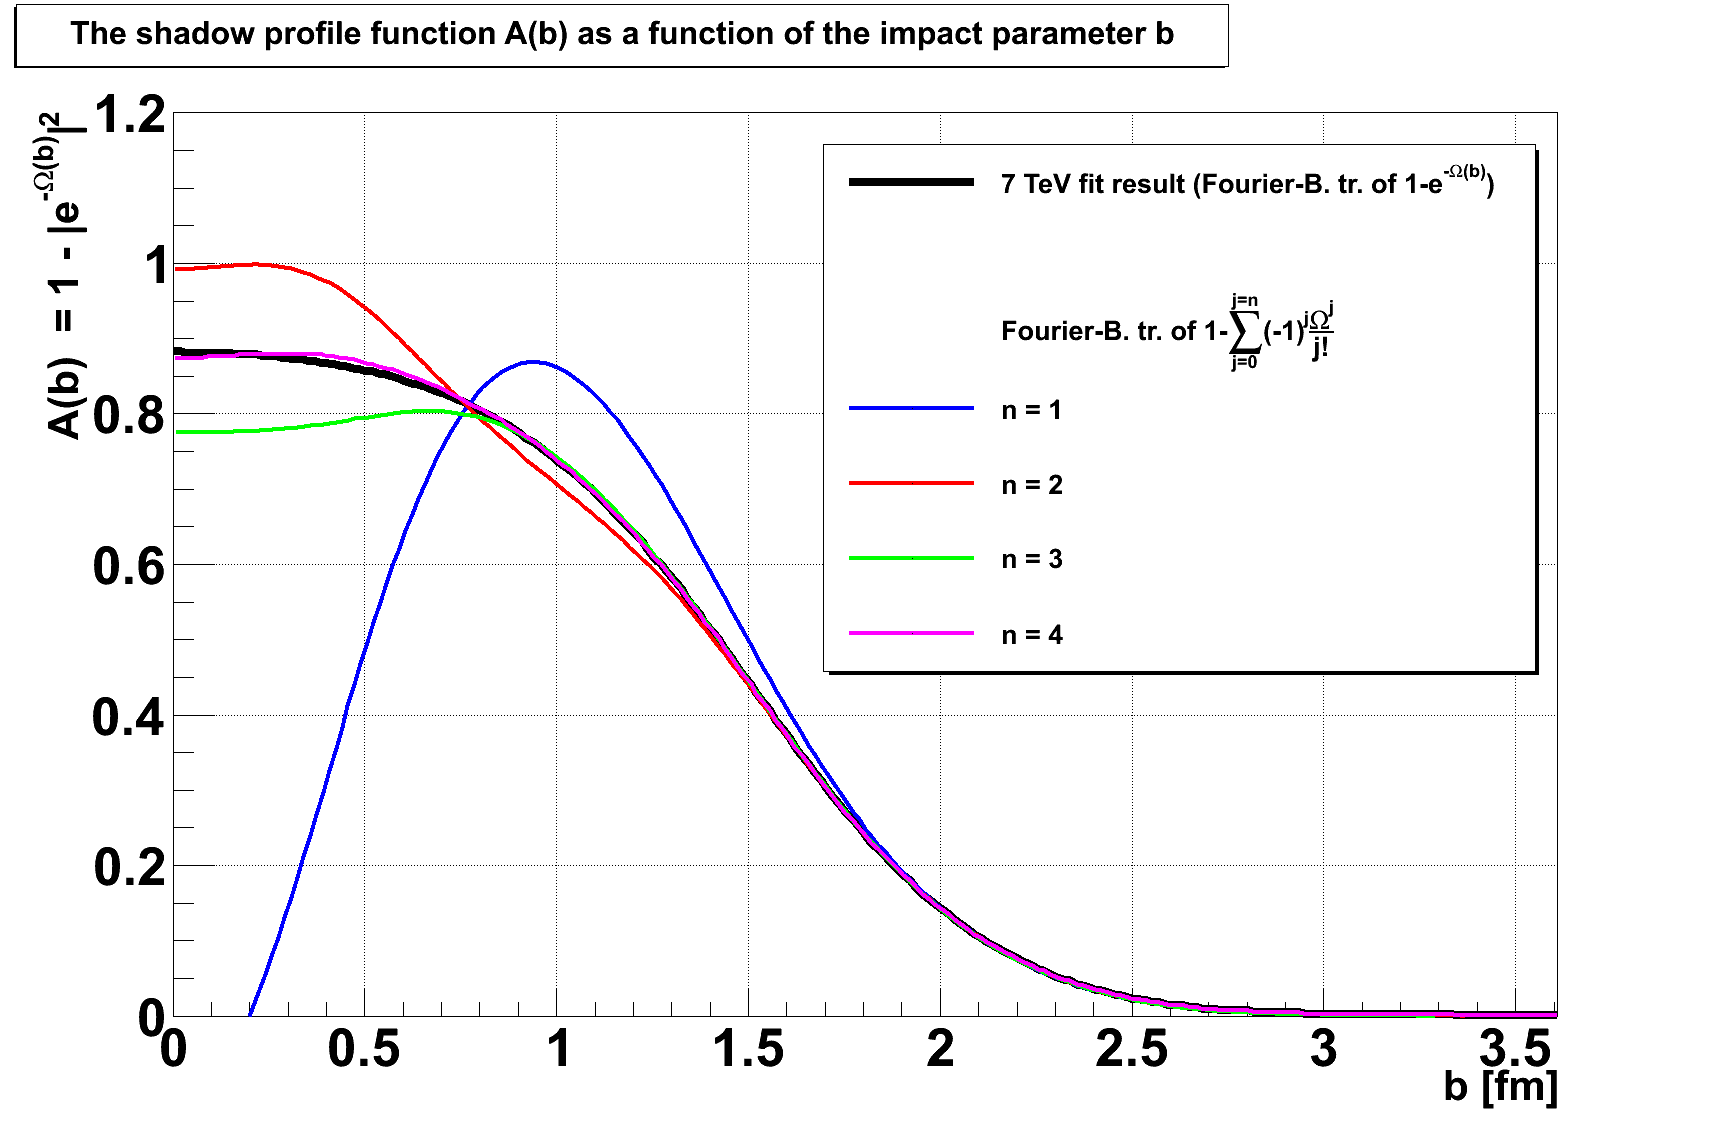 The shadow profile function A(b) as a function of the impact parameter b
A(b) = 1 - |e^-Ω(b)|^2
1.2
1
0.8
0.6
0.4
0.2
0
7 TeV fit result (Fourier-B. tr. of 1-e^-Ω(b))
Fourier-B. tr. of 1-∑_{j=0}^{j=n}(-1)^j Ω^j/j!
n = 1
n = 2
n = 3
n = 4
0 0.5 1 1.5 2 2.5 3 3.5
b [fm]